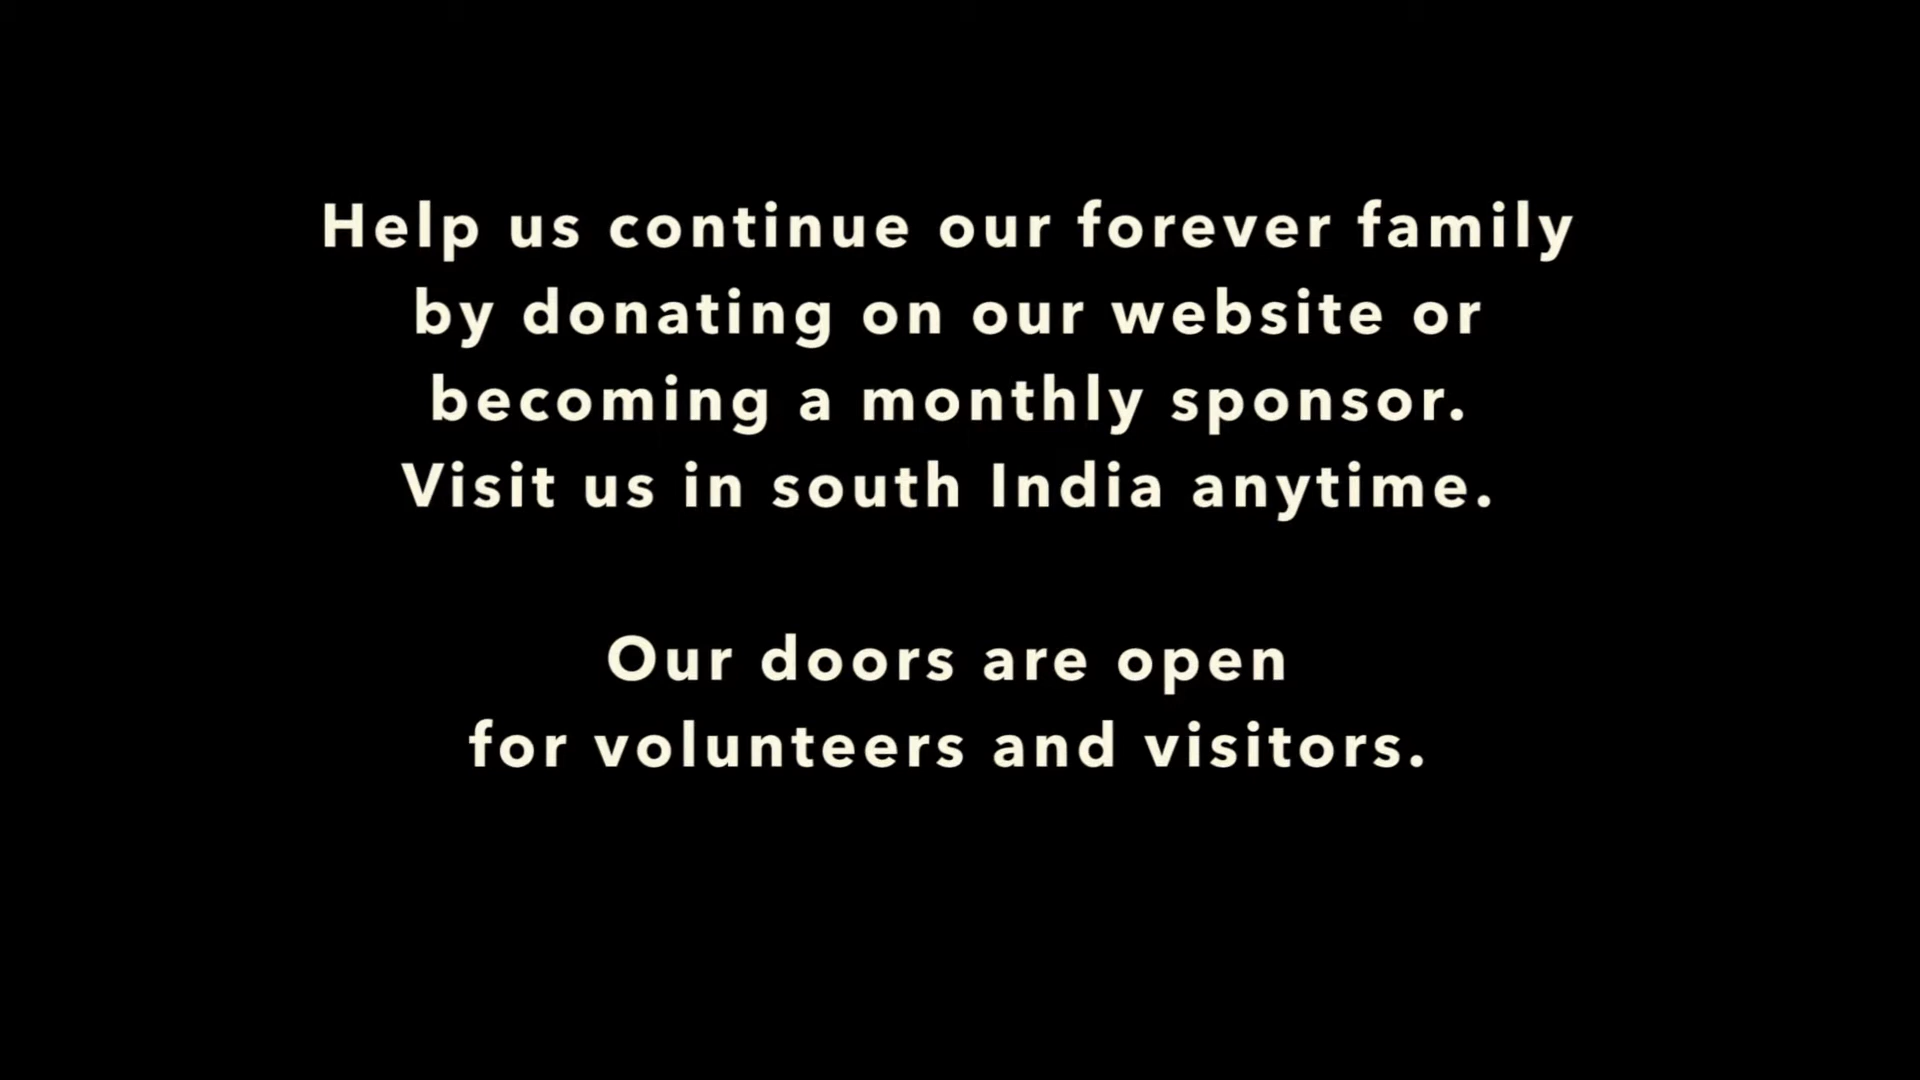 Help us continue our forever family
by donating on our website or
becoming a monthly sponsor.
Visit us in south India anytime.
Our doors are open
for volunteers and visitors.